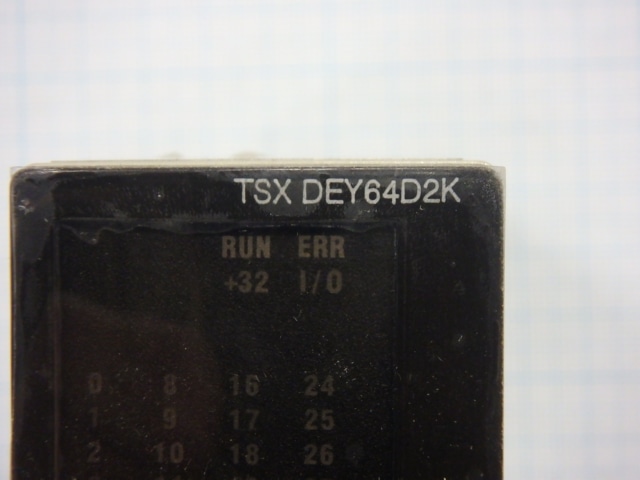 TSX DEY64D2K
RUN ERR
+32 I/O
0 8 16 24
1 9 17 25
2 10 18 26